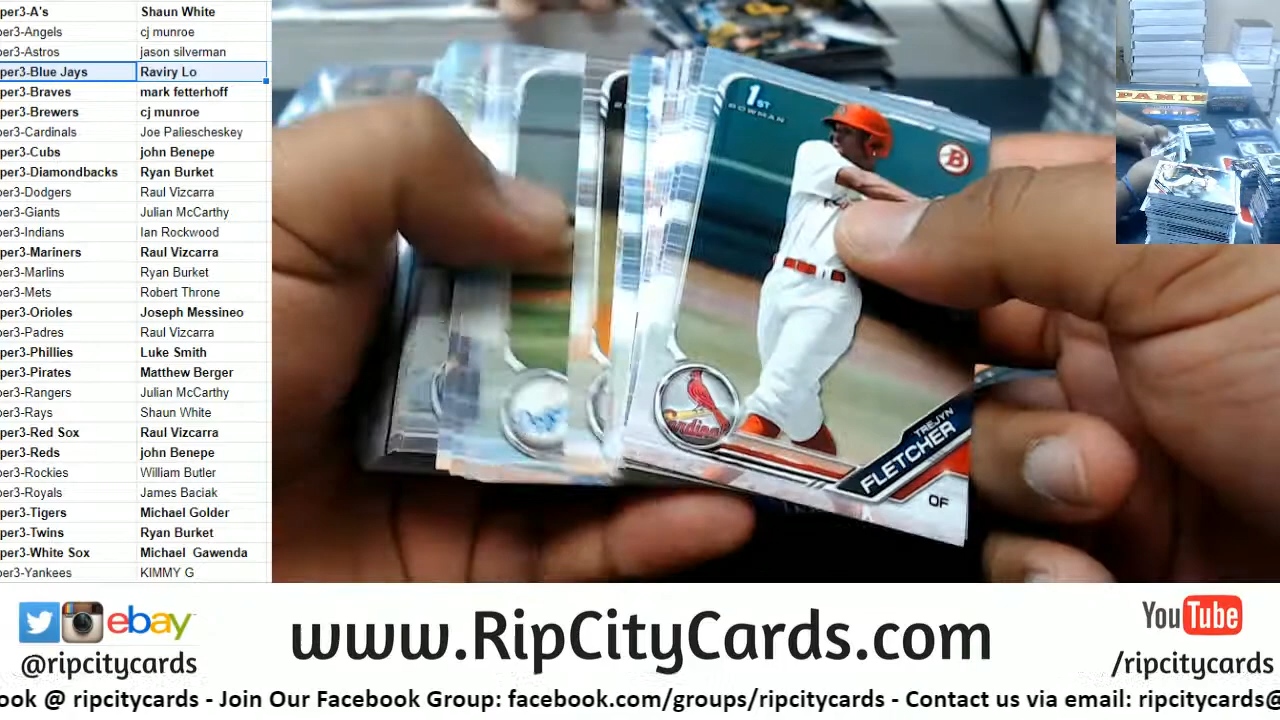 per3-A's Shaun White
per3-Angels cj munroe
per3-Astros jason silverman
per3-Blue Jays Raviry Lo
per3-Braves mark fetterhoff
per3-Brewers cj munroe
per3-Cardinals Joe Paliescheskey
per3-Cubs john Benepe
per3-Diamondbacks Ryan Burket
per3-Dodgers Raul Vizcarra
per3-Giants Julian McCarthy
per3-Indians Ian Rockwood
per3-Mariners Raul Vizcarra
per3-Marlins Ryan Burket
per3-Mets Robert Throne
per3-Orioles Joseph Messineo
per3-Padres Raul Vizcarra
per3-Phillies Luke Smith
per3-Pirates Matthew Berger
per3-Rangers Julian McCarthy
per3-Rays Shaun White
per3-Red Sox Raul Vizcarra
per3-Reds john Benepe
per3-Rockies William Butler
per3-Royals James Baciak
per3-Tigers Michael Golder
per3-Twins Ryan Burket
per3-White Sox Michael Gawenda
per3-Yankees KIMMY G
1ST
BOWMAN
B
Cardinals
TREJYN
FLETCHER
OF
PANINI
ebay
@ripcitycards
www.RipCityCards.com
YouTube
/ripcitycards
ook @ ripcitycards - Join Our Facebook Group: facebook.com/groups/ripcitycards - Contact us via email: ripcitycards@